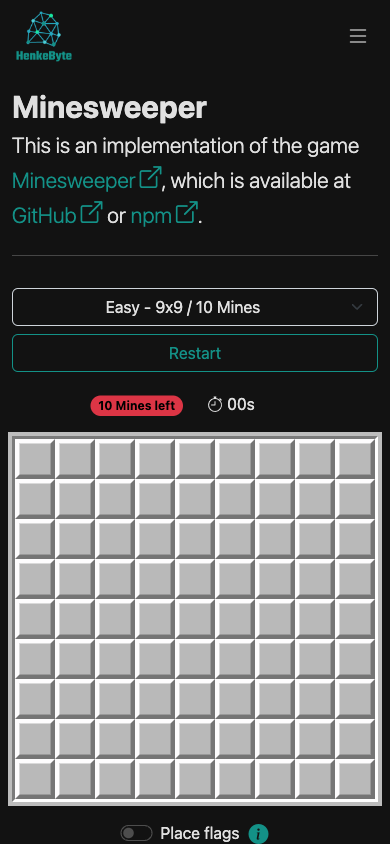 HenkeByte
Minesweeper
This is an implementation of the game
Minesweeper, which is available at
GitHub or npm.
Easy - 9x9 / 10 Mines
Restart
10 Mines left 00s
Place flags i